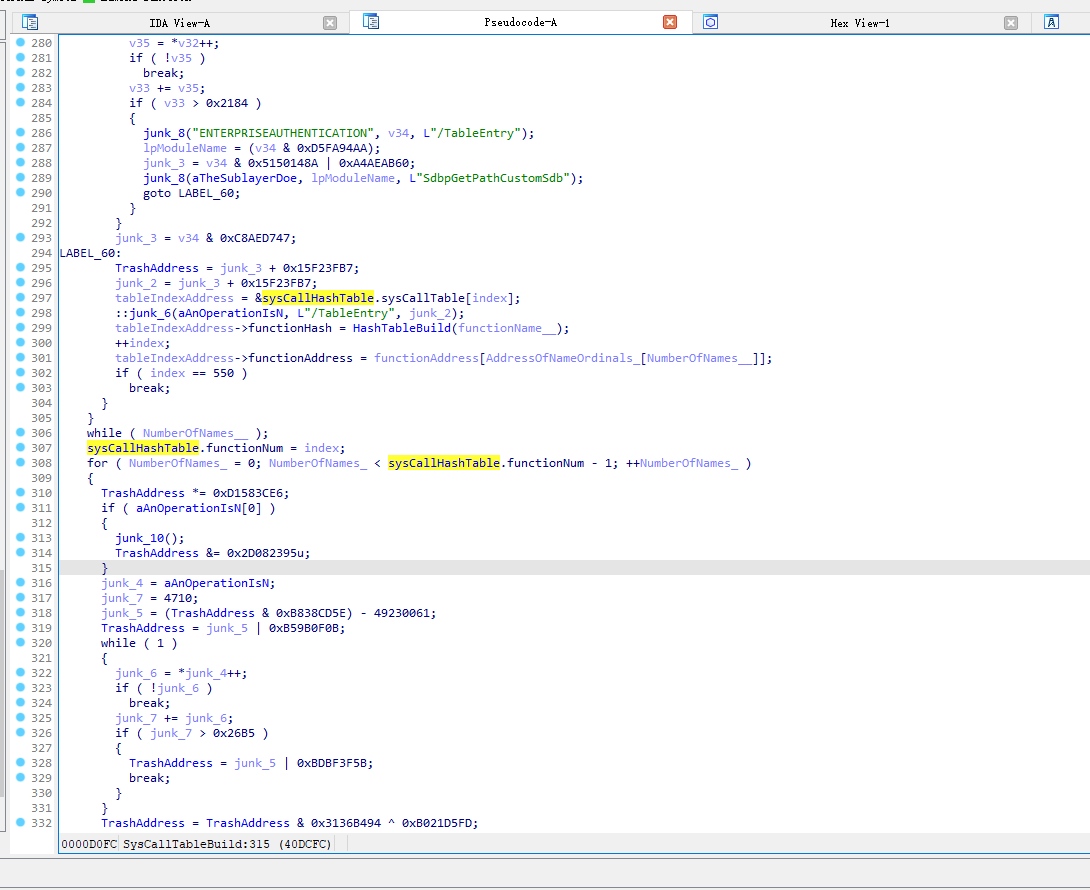 IDA View-A
Pseudocode-A
Hex View-1
280 v35 = *v32++;
281 if ( !v35 )
282 break;
283 v33 += v35;
284 if ( v33 > 0x2184 )
285 {
286 junk_8("ENTERPRISEAUTHENTICATION", v34, L"/TableEntry");
287 lpModuleName = (v34 & 0xD5FA94AA);
288 junk_3 = v34 & 0x5150148A | 0xA4AEAB60;
289 junk_8(aTheSublayerDoe, lpModuleName, L"SdbpGetPathCustomSdb");
290 goto LABEL_60;
291 }
292 }
293 junk_3 = v34 & 0xC8AED747;
294 LABEL_60:
295 TrashAddress = junk_3 + 0x15F23FB7;
296 junk_2 = junk_3 + 0x15F23FB7;
297 tableIndexAddress = &sysCallHashTable.sysCallTable[index];
298 ::junk_6(aAnOperationIsN, L"/TableEntry", junk_2);
299 tableIndexAddress->functionHash = HashTableBuild(functionName__);
300 ++index;
301 tableIndexAddress->functionAddress = functionAddress[AddressOfNameOrdinals_[NumberOfNames__]];
302 if ( index == 550 )
303 break;
304 }
305 }
306 while ( NumberOfNames__ );
307 sysCallHashTable.functionNum = index;
308 for ( NumberOfNames_ = 0; NumberOfNames_ < sysCallHashTable.functionNum - 1; ++NumberOfNames_ )
309 {
310 TrashAddress *= 0xD1583CE6;
311 if ( aAnOperationIsN[0] )
312 {
313 junk_10();
314 TrashAddress &= 0x2D082395u;
315 }
316 junk_4 = aAnOperationIsN;
317 junk_7 = 4710;
318 junk_5 = (TrashAddress & 0xB838CD5E) - 49230061;
319 TrashAddress = junk_5 | 0xB59B0F0B;
320 while ( 1 )
321 {
322 junk_6 = *junk_4++;
323 if ( !junk_6 )
324 break;
325 junk_7 += junk_6;
326 if ( junk_7 > 0x26B5 )
327 {
328 TrashAddress = junk_5 | 0xBDBF3F5B;
329 break;
330 }
331 }
332 TrashAddress = TrashAddress & 0x3136B494 ^ 0xB021D5FD;
0000D0FC SysCallTableBuild:315 (40DCFC)